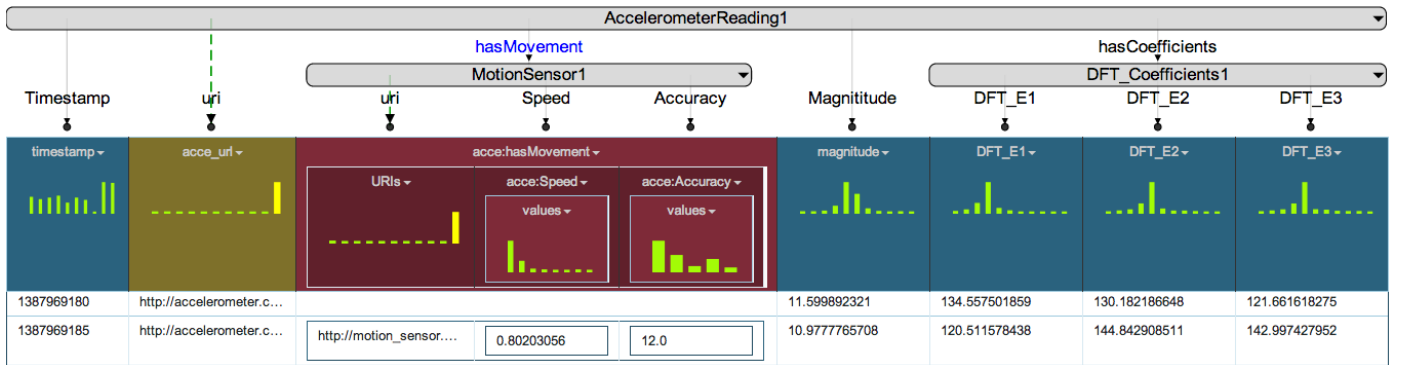 AccelerometerReading1
hasMovement hasCoefficients
MotionSensor1 DFT_Coefficients1
Timestamp uri uri Speed Accuracy Magnititude DFT_E1 DFT_E2 DFT_E3
timestamp acce_url acce:hasMovement magnitude DFT_E1 DFT_E2 DFT_E3
URIs acce:Speed acce:Accuracy
values values
1387969180 http://accelerometer.c... 11.599892321 134.557501859 130.182186648 121.661618275
1387969185 http://accelerometer.c... http://motion_sensor.... 0.80203056 12.0 10.9777765708 120.511578438 144.842908511 142.997427952